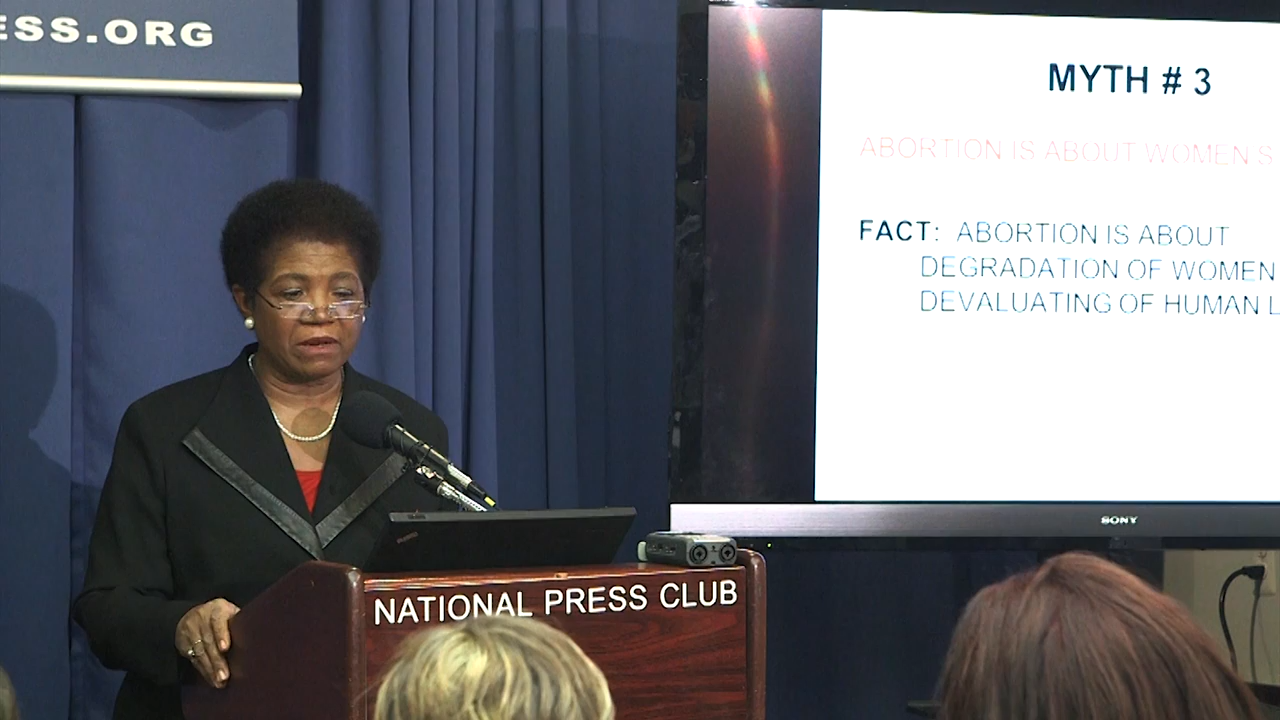 ESS.ORG
MYTH # 3
ABORTION IS ABOUT WOMEN S
FACT: ABORTION IS ABOUT
DEGRADATION OF WOMEN
DEVALUATING OF HUMAN L
SONY
NATIONAL PRESS CLUB